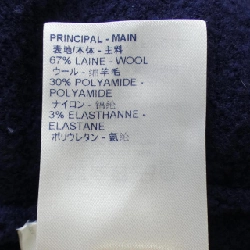 PRINCIPAL - MAIN
表地/本体 - 主料
67% LAINE - WOOL
ウール - 绵羊毛
30% POLYAMIDE -
POLYAMIDE
ナイロン - 锦纶
3% ELASTHANNE -
ELASTANE
ポリウレタン - 氨纶